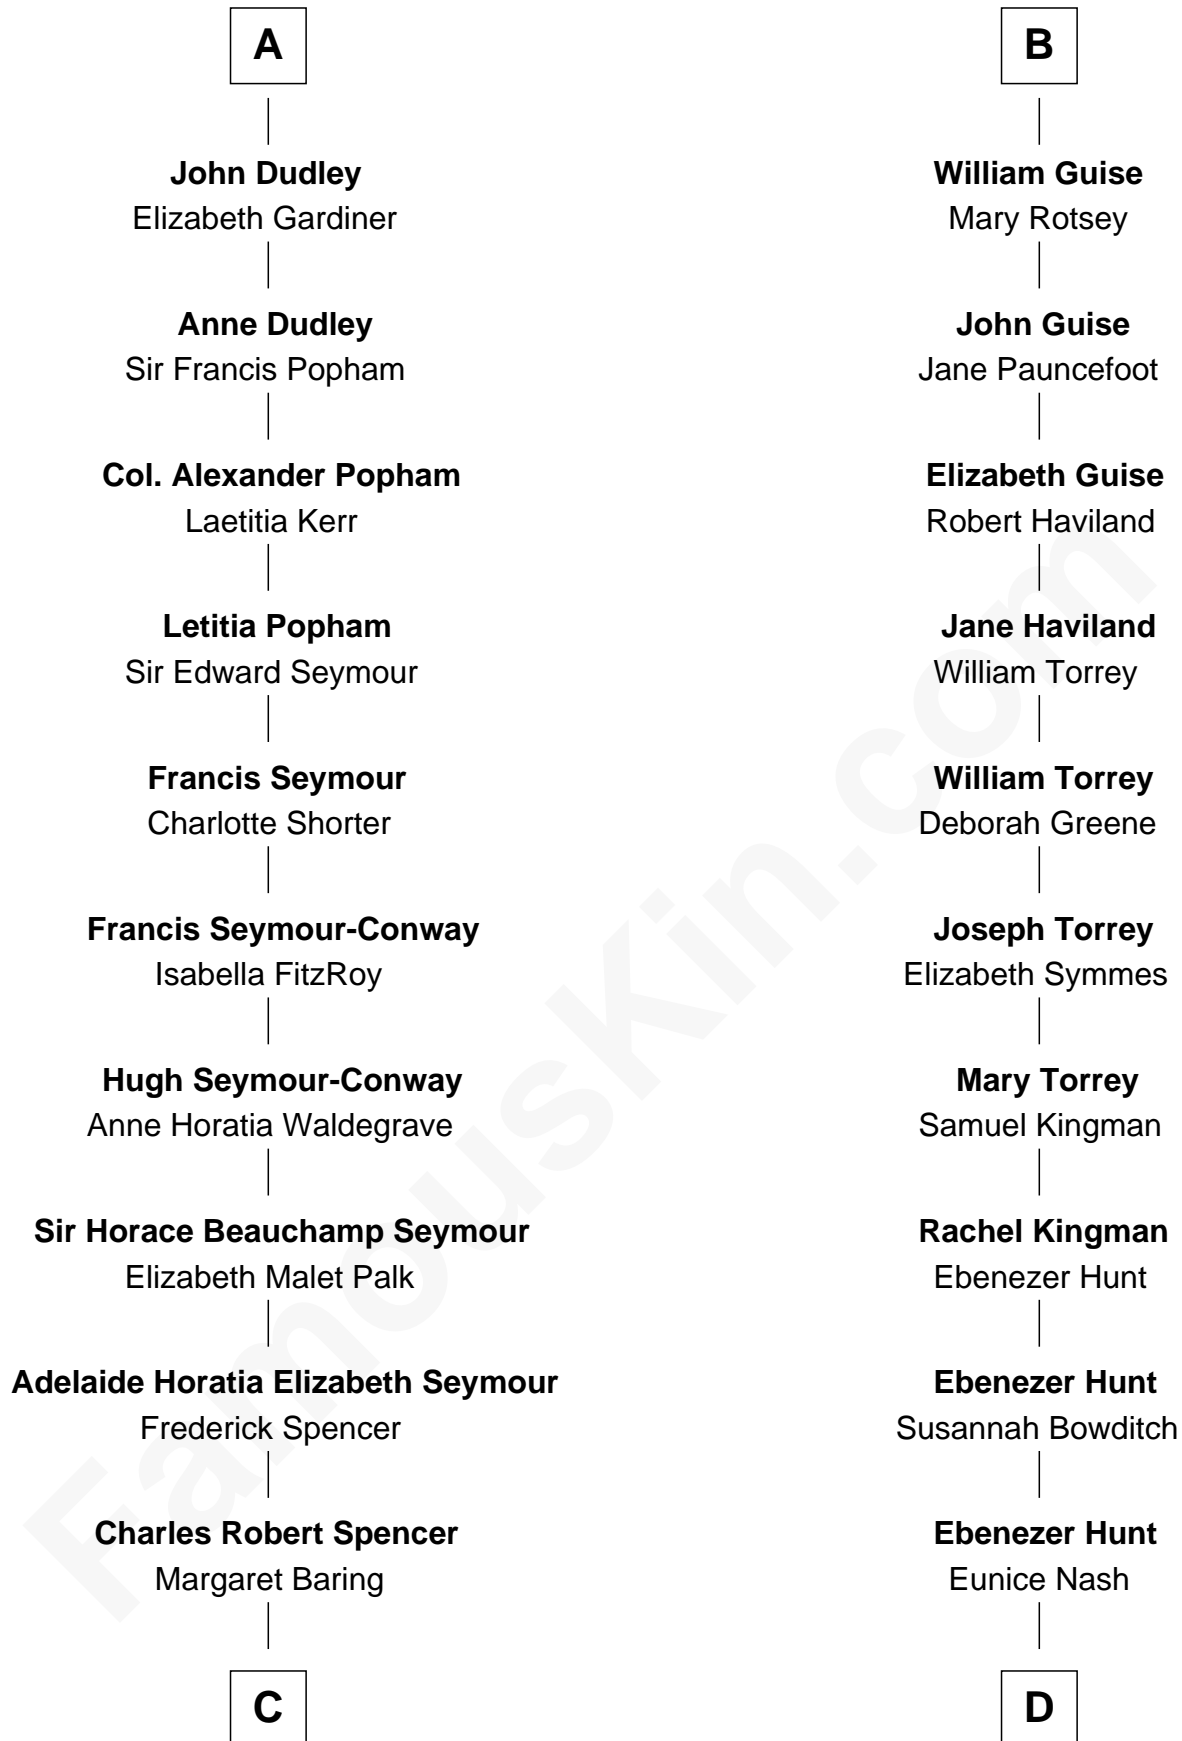 A
John Dudley
Elizabeth Gardiner
Anne Dudley
Sir Francis Popham
Col. Alexander Popham
Laetitia Kerr
Letitia Popham
Sir Edward Seymour
Francis Seymour
Charlotte Shorter
Francis Seymour-Conway
Isabella FitzRoy
Hugh Seymour-Conway
Anne Horatia Waldegrave
Sir Horace Beauchamp Seymour
Elizabeth Malet Palk
Adelaide Horatia Elizabeth Seymour
Frederick Spencer
Charles Robert Spencer
Margaret Baring
C
B
William Guise
Mary Rotsey
John Guise
Jane Pauncefoot
Elizabeth Guise
Robert Haviland
Jane Haviland
William Torrey
William Torrey
Deborah Greene
Joseph Torrey
Elizabeth Symmes
Mary Torrey
Samuel Kingman
Rachel Kingman
Ebenezer Hunt
Ebenezer Hunt
Susannah Bowditch
Ebenezer Hunt
Eunice Nash
D
FamousKin.com